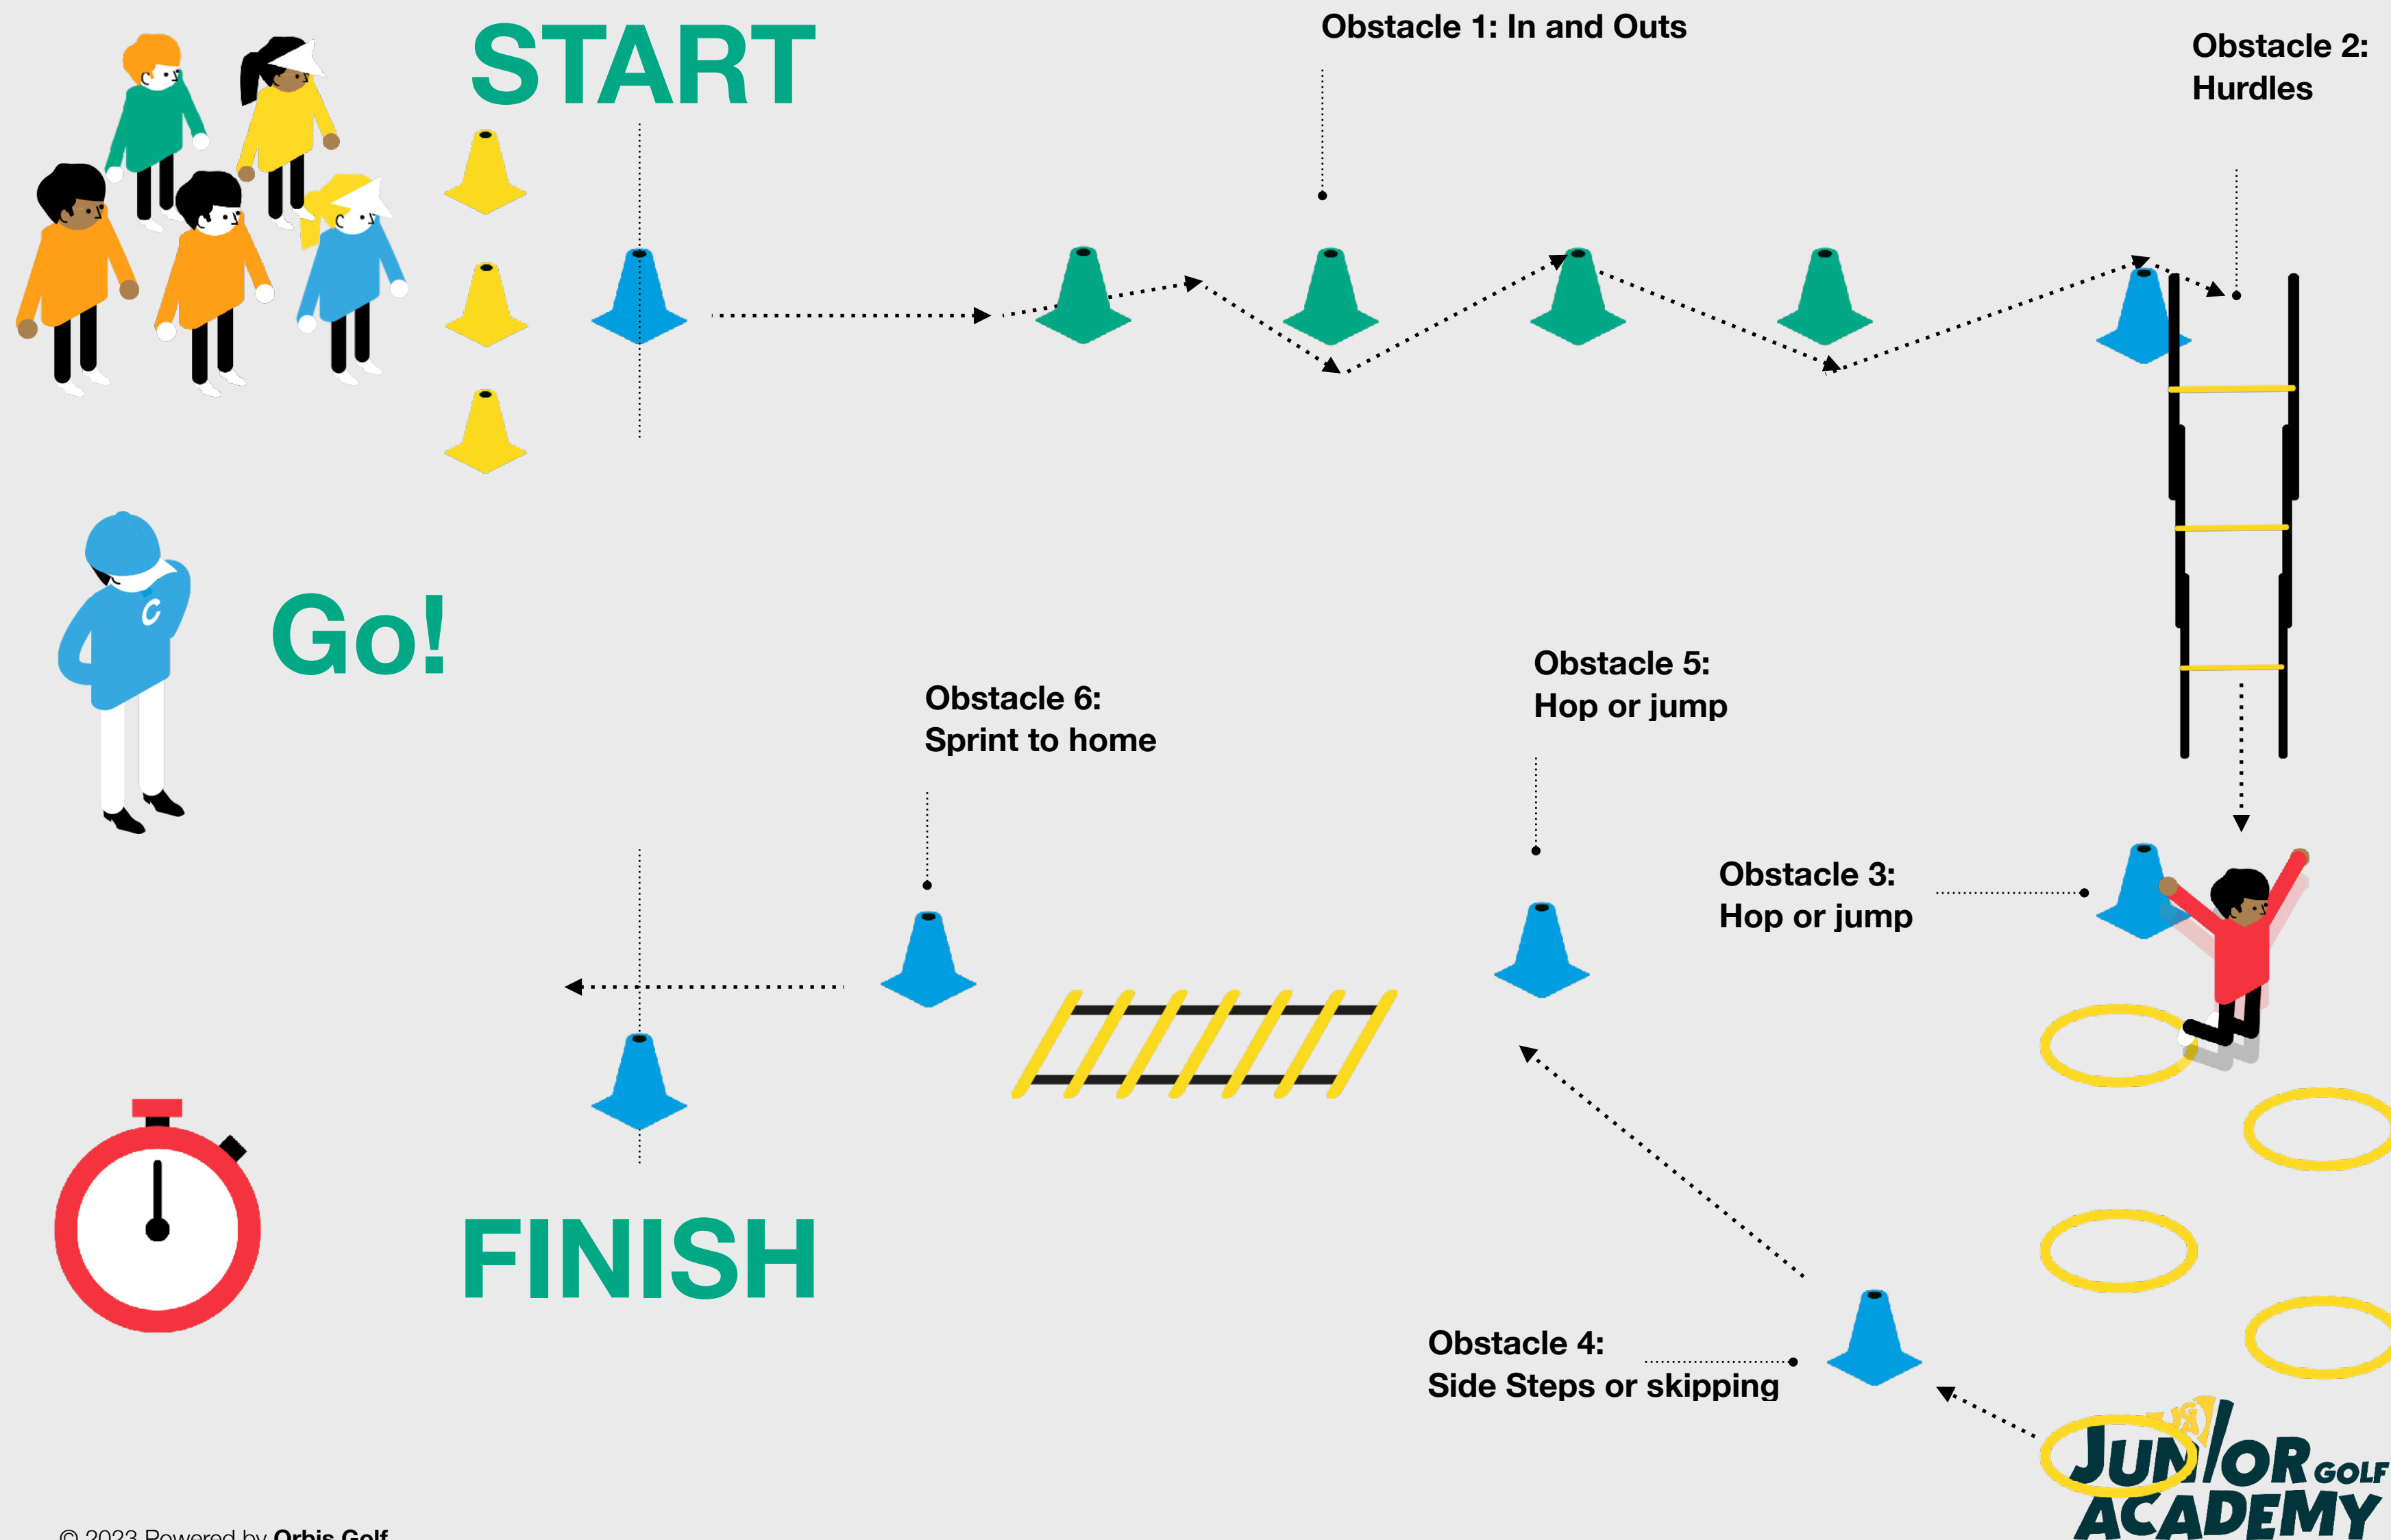 START
Obstacle 1: In and Outs
Obstacle 2:
Hurdles
C
Go!
Obstacle 5:
Hop or jump
Obstacle 6:
Sprint to home
Obstacle 3:
Hop or jump
FINISH
Obstacle 4:
Side Steps or skipping
JUNIOR GOLF
ACADEMY
© 2023 Powered by Orbis Golf